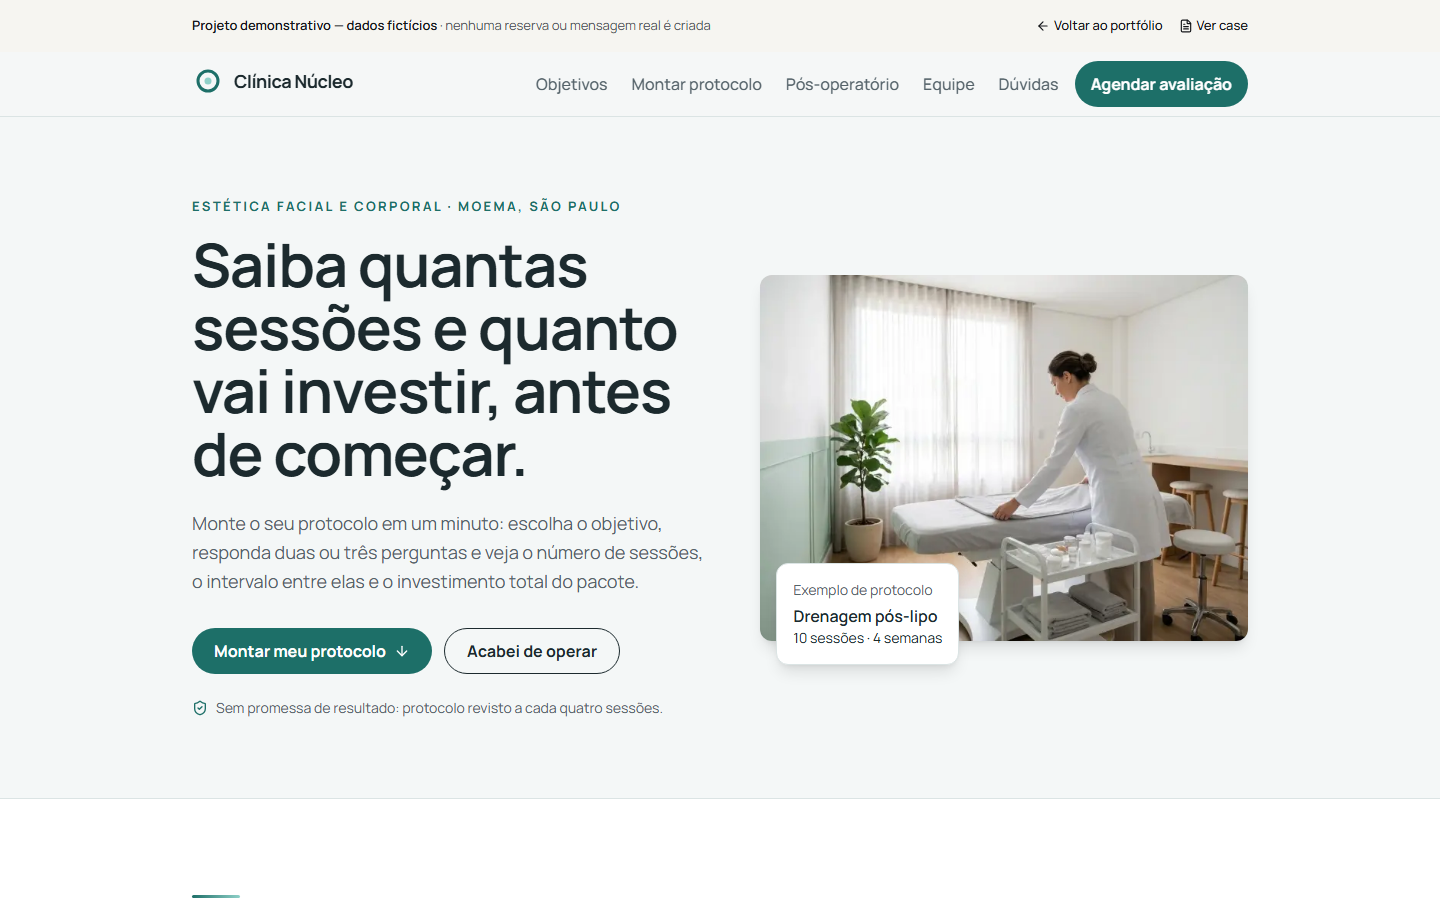 Projeto demonstrativo — dados fictícios · nenhuma reserva ou mensagem real é criada
Voltar ao portfólio
Ver case
Clínica Núcleo
Objetivos
Montar protocolo
Pós-operatório
Equipe
Dúvidas
Agendar avaliação
ESTÉTICA FACIAL E CORPORAL · MOEMA, SÃO PAULO
Saiba quantas
sessões e quanto
vai investir, antes
de começar.
Monte o seu protocolo em um minuto: escolha o objetivo,
responda duas ou três perguntas e veja o número de sessões,
o intervalo entre elas e o investimento total do pacote.
Montar meu protocolo
Acabei de operar
Sem promessa de resultado: protocolo revisto a cada quatro sessões.
Exemplo de protocolo
Drenagem pós-lipo
10 sessões · 4 semanas